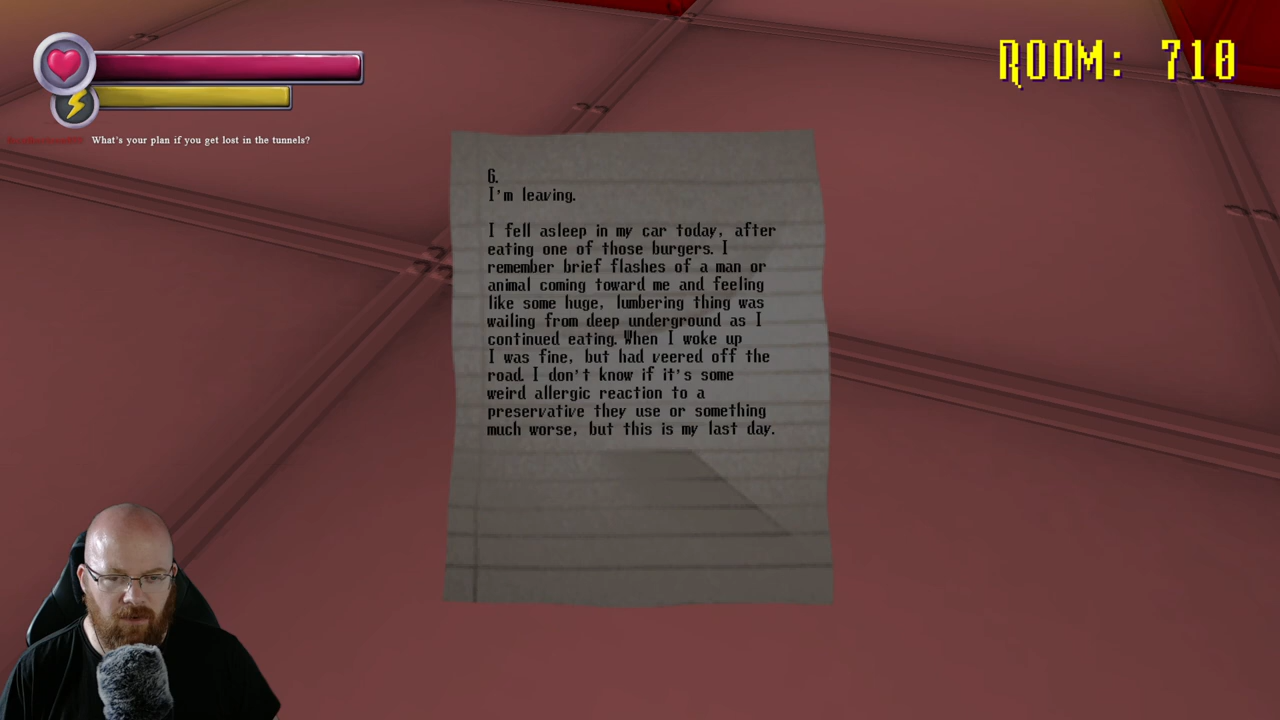 ROOM: 710
What's your plan if you get lost in the tunnels?
6.
I'm leaving.
I fell asleep in my car today, after
eating one of those burgers. I
remember brief flashes of a man or
animal coming toward me and feeling
like some huge, lumbering thing was
wailing from deep underground as I
continued eating. When I woke up
I was fine, but had veered off the
road. I don't know if it's some
weird allergic reaction to a
preservative they use or something
much worse, but this is my last day.